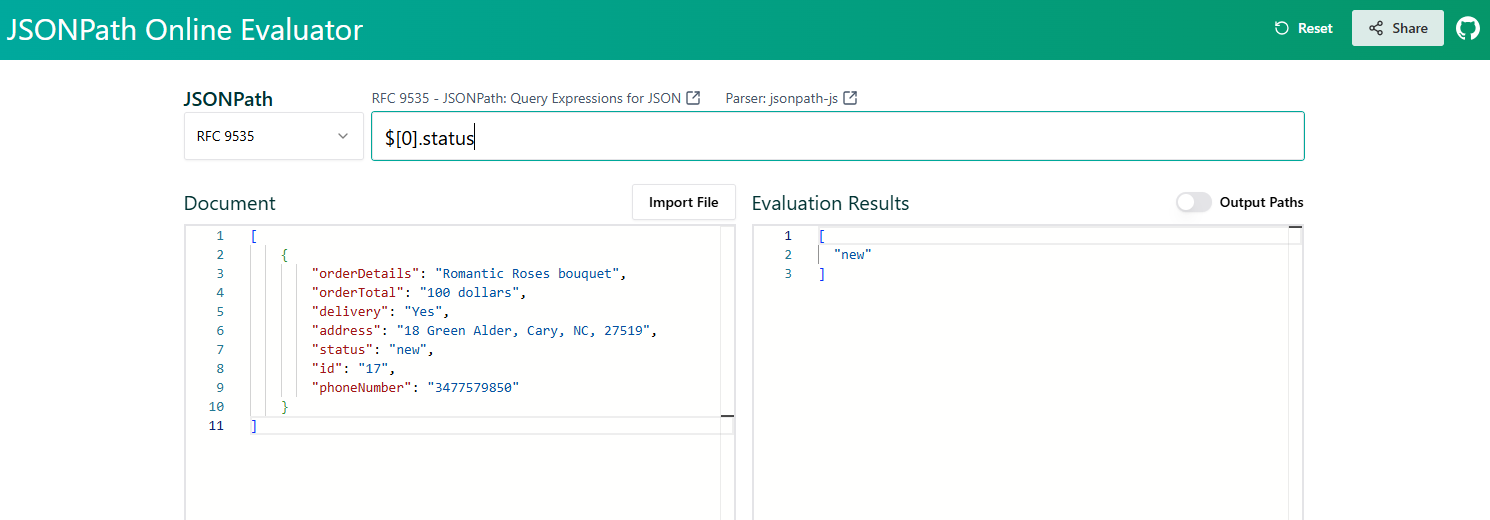 JSONPath Online Evaluator
Reset
Share
JSONPath
RFC 9535 - JSONPath: Query Expressions for JSON
Parser: jsonpath-js
RFC 9535
$[0].status
Document
Import File
Evaluation Results
Output Paths
1 [
2 {
3 "orderDetails": "Romantic Roses bouquet",
4 "orderTotal": "100 dollars",
5 "delivery": "Yes",
6 "address": "18 Green Alder, Cary, NC, 27519",
7 "status": "new",
8 "id": "17",
9 "phoneNumber": "3477579850"
10 }
11 ]
1 [
2 "new"
3 ]